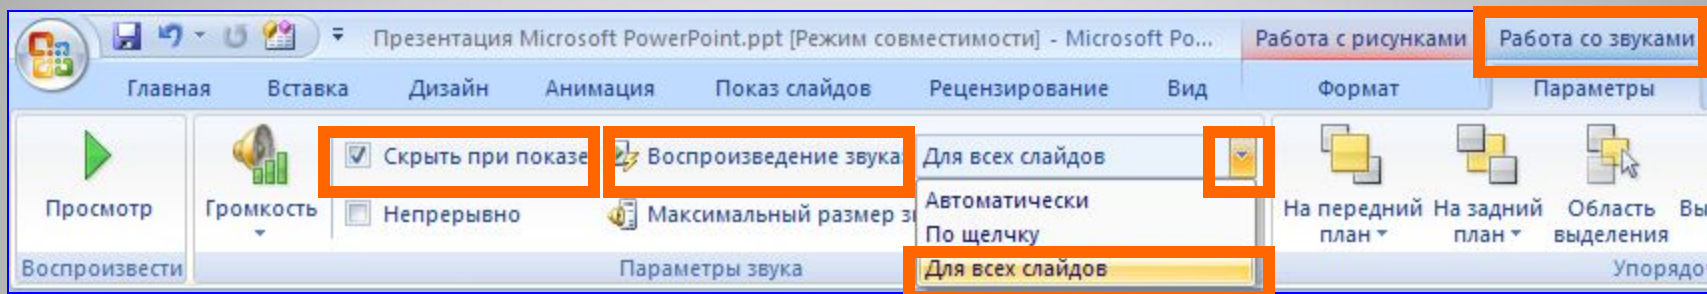 Презентация Microsoft PowerPoint.ppt [Режим совместимости] - Microsoft Po...
Работа с рисунками
Работа со звуками
Главная Вставка Дизайн Анимация Показ слайдов Рецензирование Вид Формат Параметры
Скрыть при показе Воспроизведение звука Для всех слайдов
Автоматически
Просмотр Громкость Непрерывно Максимальный размер
По щелчку
На передний план
На задний план
Область выделения
Для всех слайдов
Воспроизвести Параметры звука